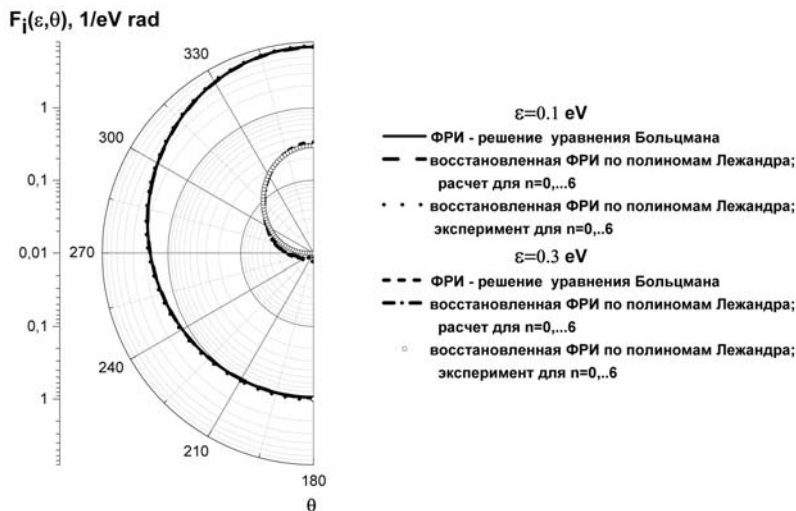 Fi(ε,θ), 1/eV rad
330
1
300
0,1
0,01
270
0,1
240
1
210
180
θ
ε=0.1 eV
ФРИ - решение уравнения Больцмана
восстановленная ФРИ по полиномам Лежандра;
расчет для n=0,...6
восстановленная ФРИ по полиномам Лежандра;
эксперимент для n=0,..6
ε=0.3 eV
ФРИ - решение уравнения Больцмана
восстановленная ФРИ по полиномам Лежандра;
расчет для n=0,..6
восстановленная ФРИ по полиномам Лежандра;
эксперимент для n=0,..6